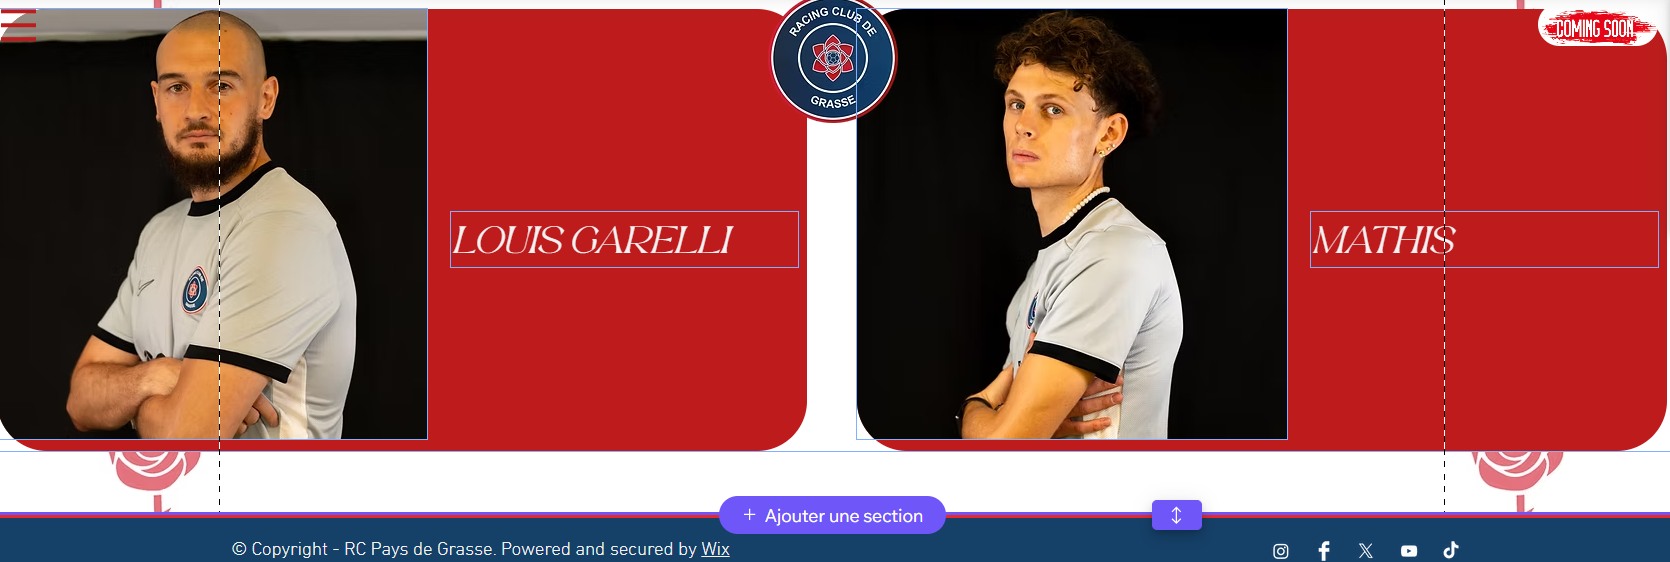 RACING CLUB DE
GRASSE
COMING SOON
LOUIS GARELLI
MATHIS
GRASSE
+ Ajouter une section
© Copyright - RC Pays de Grasse. Powered and secured by Wix